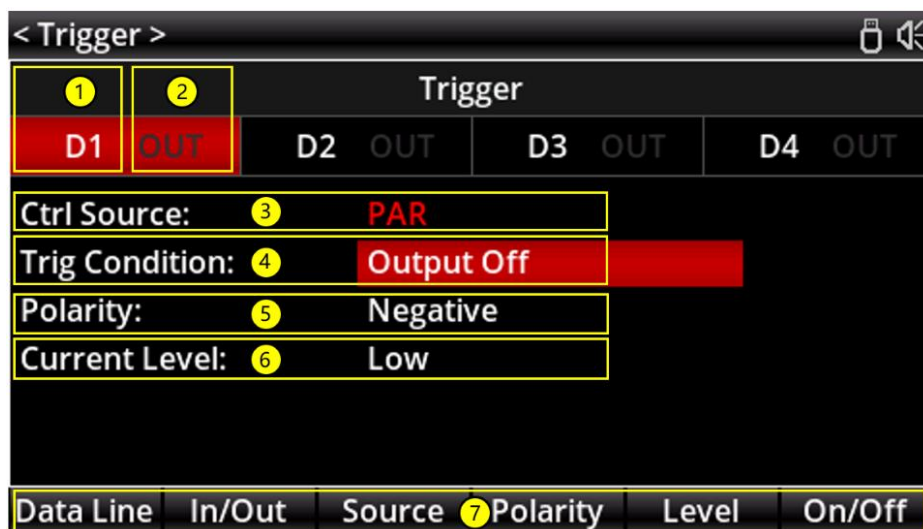 < Trigger >
1 2 Trigger
D1 OUT D2 OUT D3 OUT D4 OUT
Ctrl Source: 3 PAR
Trig Condition: 4 Output Off
Polarity: 5 Negative
Current Level: 6 Low
Data Line In/Out Source 7 Polarity Level On/Off